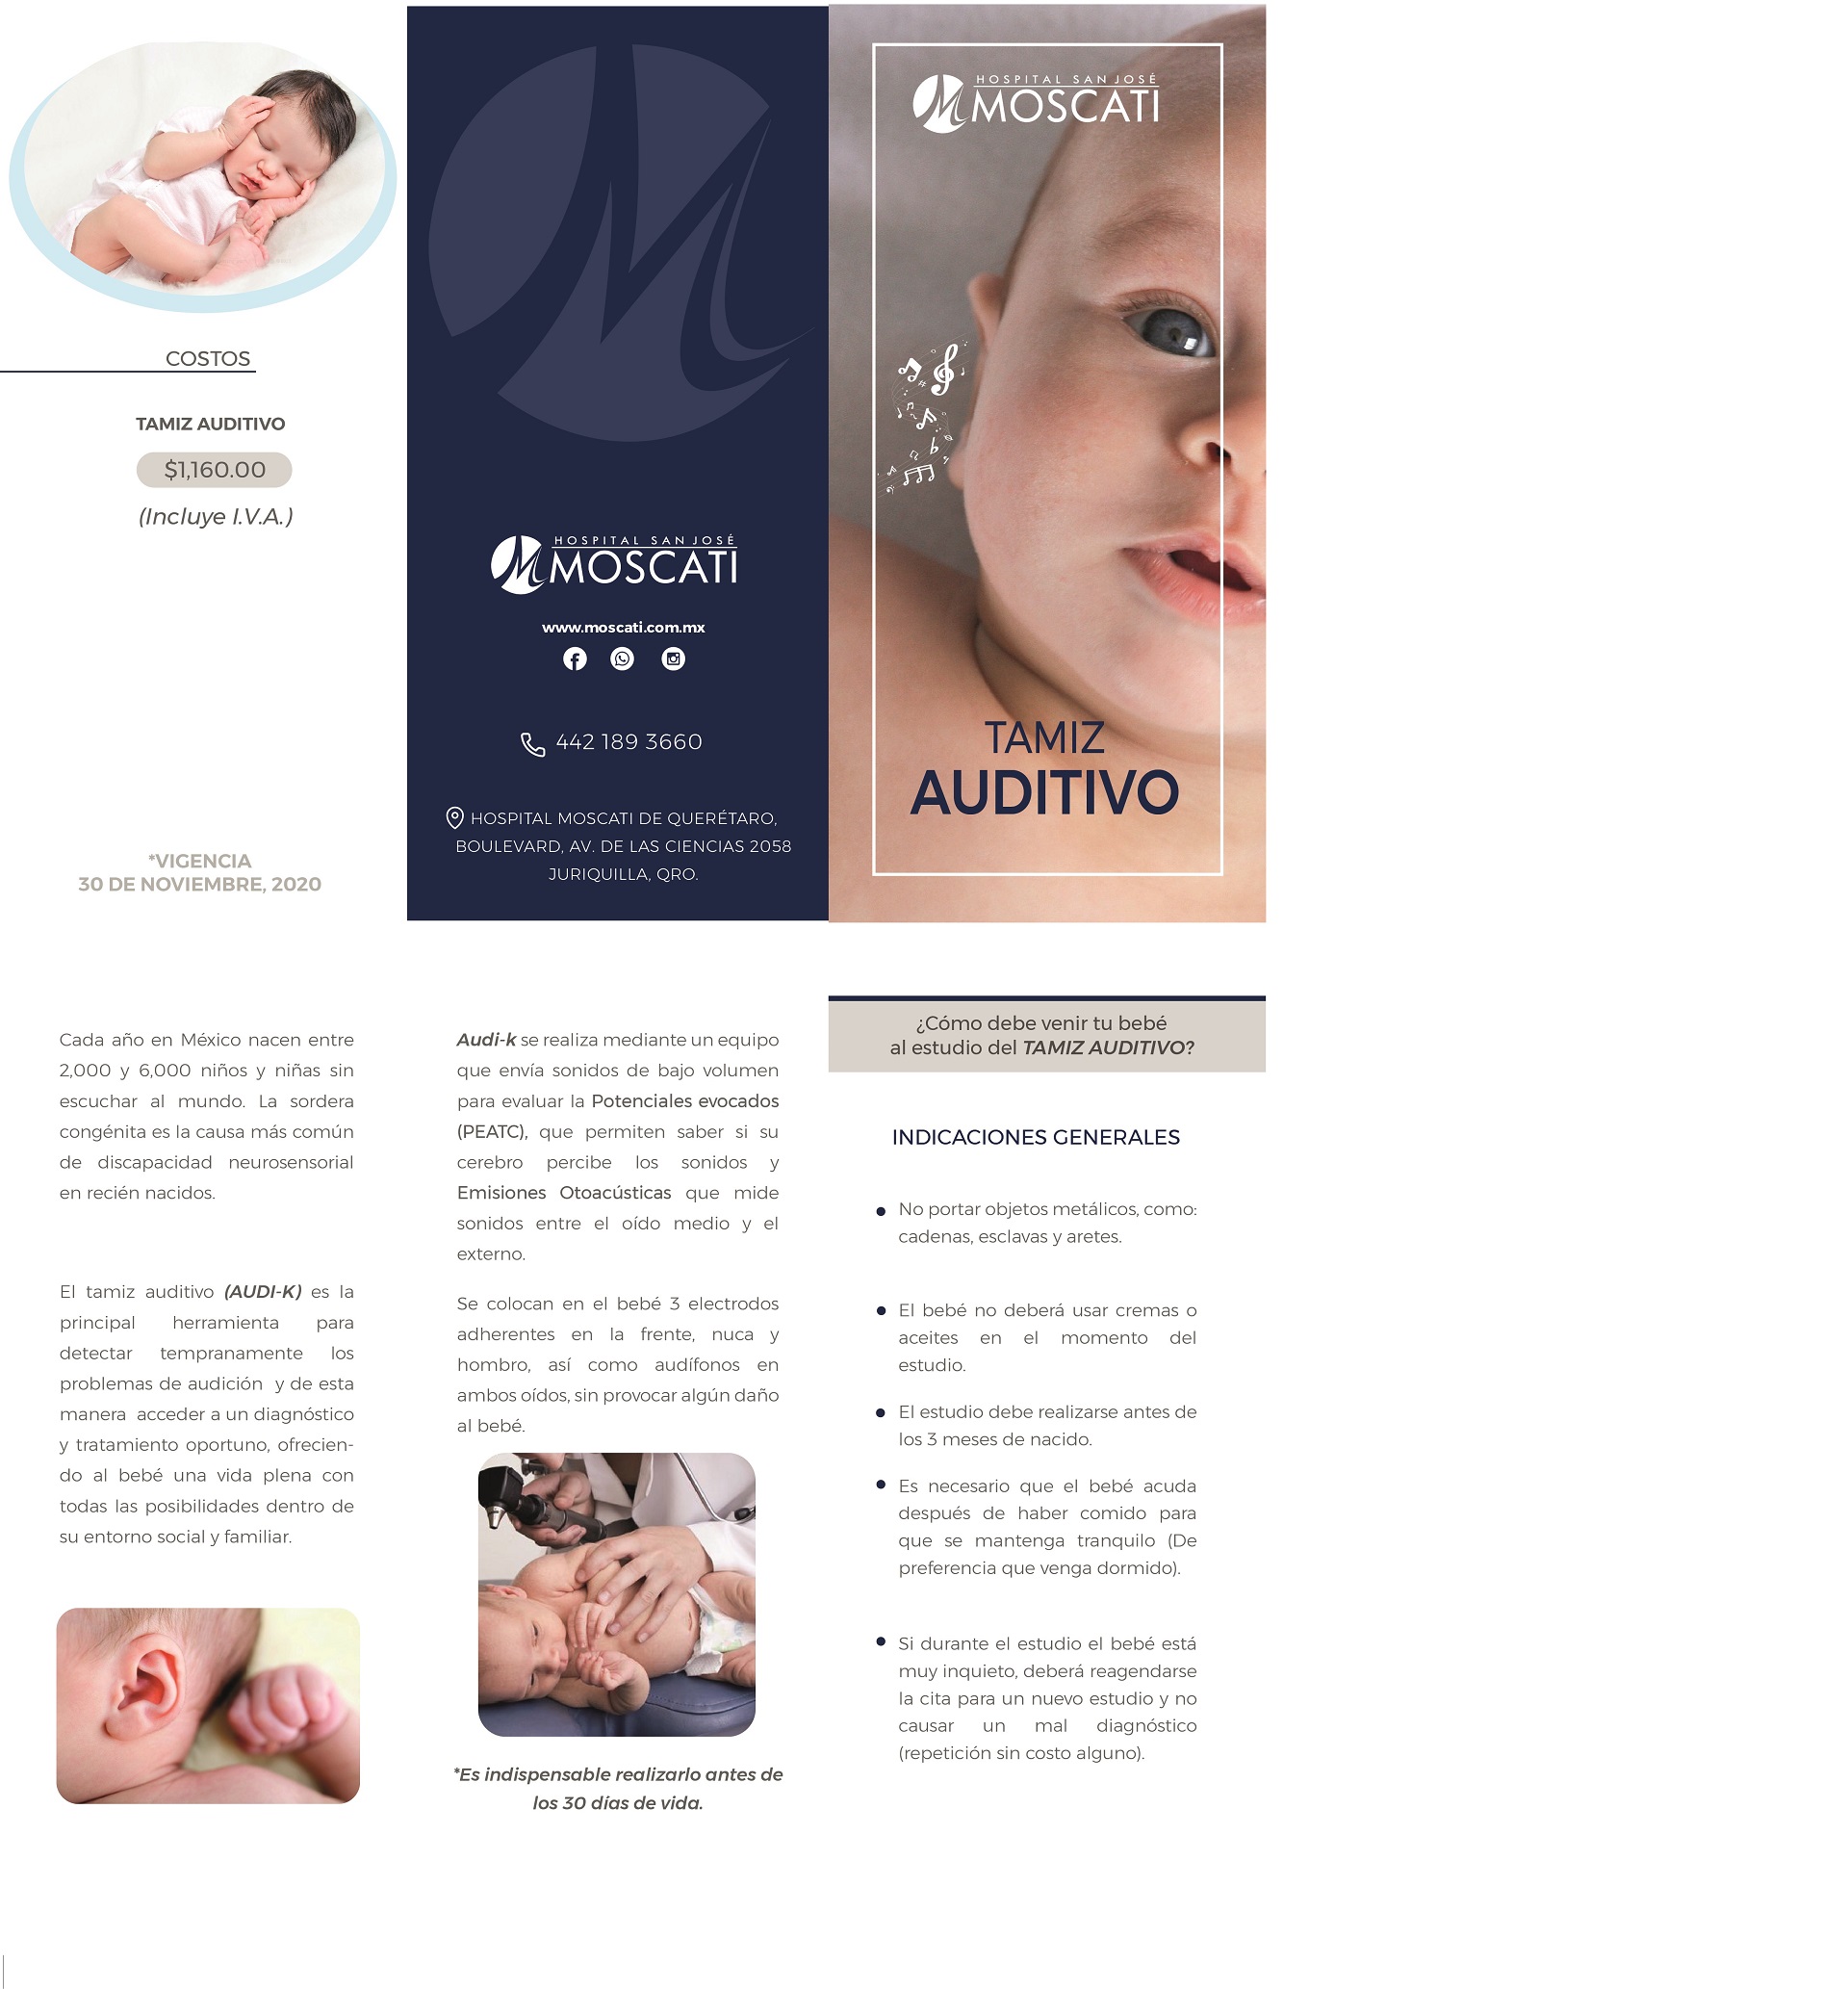 COSTOS
TAMIZ AUDITIVO
$1,160.00
(Incluye I.V.A.)
*VIGENCIA
30 DE NOVIEMBRE, 2020
HOSPITAL SAN JOSÉ
MOSCATI
www.moscati.com.mx
442 189 3660
HOSPITAL MOSCATI DE QUERÉTARO,
BOULEVARD, AV. DE LAS CIENCIAS 2058
JURIQUILLA, QRO.
HOSPITAL SAN JOSÉ
MOSCATI
TAMIZ
AUDITIVO
Cada año en México nacen entre
2,000 y 6,000 niños y niñas sin
escuchar al mundo. La sordera
congénita es la causa más común
de discapacidad neurosensorial
en recién nacidos.
El tamiz auditivo (AUDI-K) es la
principal herramienta para
detectar tempranamente los
problemas de audición y de esta
manera acceder a un diagnóstico
y tratamiento oportuno, ofrecien-
do al bebé una vida plena con
todas las posibilidades dentro de
su entorno social y familiar.
Audi-k se realiza mediante un equipo
que envía sonidos de bajo volumen
para evaluar la Potenciales evocados
(PEATC), que permiten saber si su
cerebro percibe los sonidos y
Emisiones Otoacústicas que mide
sonidos entre el oído medio y el
externo.
Se colocan en el bebé 3 electrodos
adherentes en la frente, nuca y
hombro, así como audífonos en
ambos oídos, sin provocar algún daño
al bebé.
*Es indispensable realizarlo antes de
los 30 días de vida.
¿Cómo debe venir tu bebé
al estudio del TAMIZ AUDITIVO?
INDICACIONES GENERALES
• No portar objetos metálicos, como:
cadenas, esclavas y aretes.
• El bebé no deberá usar cremas o
aceites en el momento del
estudio.
• El estudio debe realizarse antes de
los 3 meses de nacido.
• Es necesario que el bebé acuda
después de haber comido para
que se mantenga tranquilo (De
preferencia que venga dormido).
• Si durante el estudio el bebé está
muy inquieto, deberá reagendarse
la cita para un nuevo estudio y no
causar un mal diagnóstico
(repetición sin costo alguno).